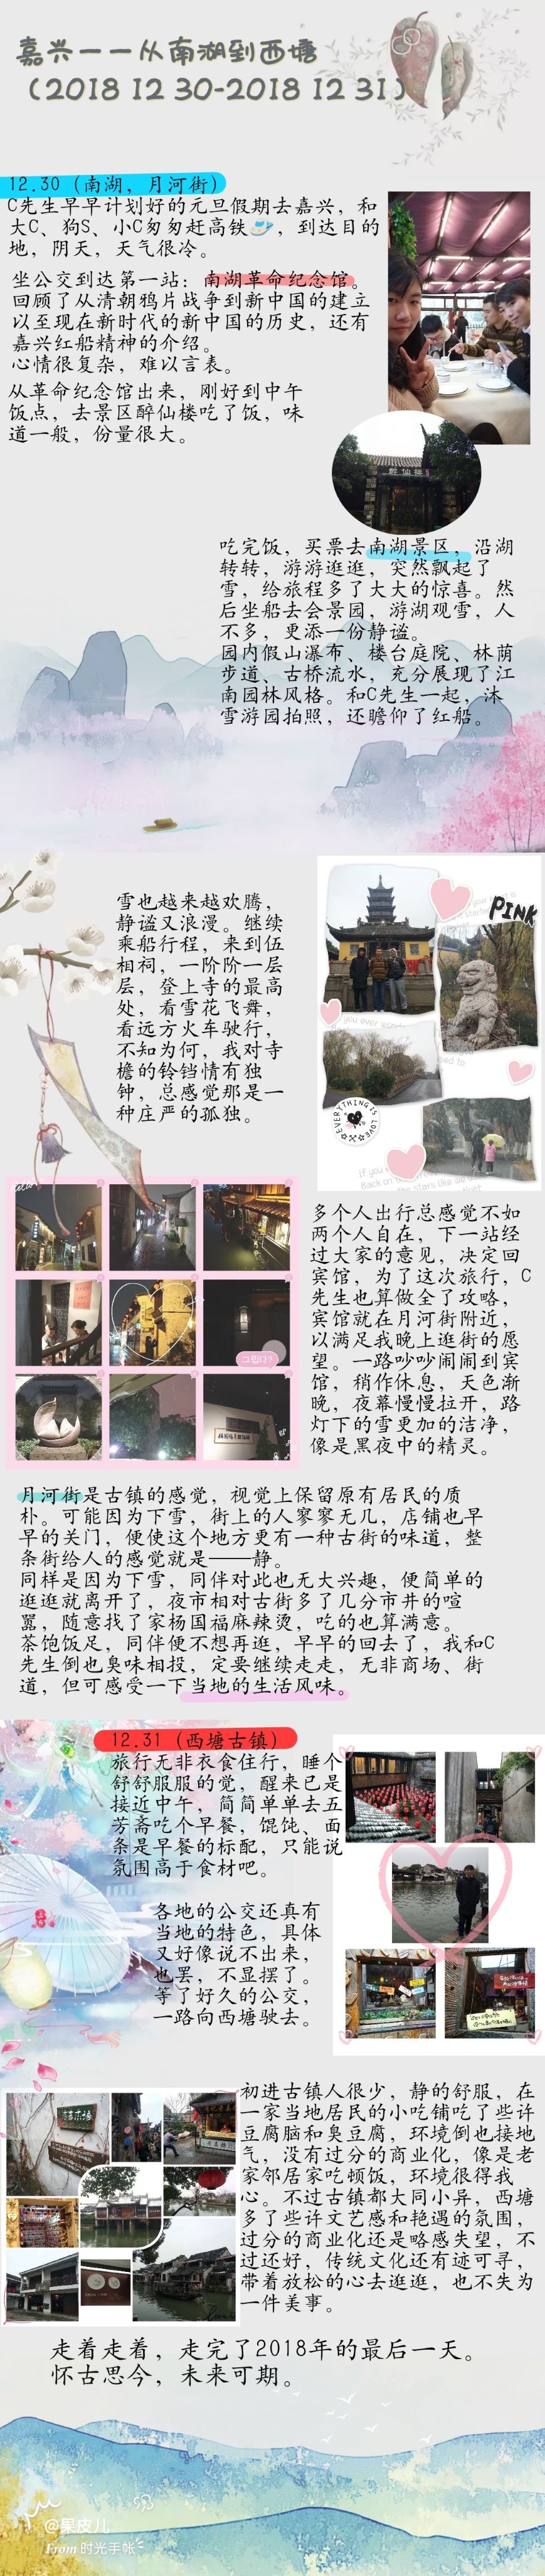 嘉兴一一从南湖到西塘
(2018 12 30-2018 12 31)
12.30 (南湖，月河街)
C先生早早计划好的元旦假期去嘉兴，和
大C、狗S、小C匆匆赶高铁，到达目的
地，阴天，天气很冷。
坐公交到达第一站：南湖革命纪念馆。
回顾了从清朝鸦片战争到新中国的建立
以至现在新时代的新中国的历史，还有
嘉兴红船精神的介绍。
心情很复杂，难以言表。
从革命纪念馆出来，刚好到中午
饭点，去景区醉仙楼吃了饭，味
道一般，份量很大。
醉仙楼
吃完饭，买票去南湖景区，沿湖
转转，游游逛逛，突然飘起了
雪，给旅程多了大大的惊喜。然
后坐船去会景园，游湖观雪，人
不多，更添一份静谧。
园内假山瀑布、楼台庭院、林荫
步道、古桥流水，充分展现了江
南园林风格。和C先生一起，沐
雪游园拍照，还瞻仰了红船。
雪也越来越欢腾，
静谧又浪漫。继续
乘船行程，来到伍
相祠，一阶阶一层
层，登上寺的最高
处，看雪花飞舞，
看远方火车驶行，
不知为何，我对寺
檐的铃铛情有独
钟，总感觉那是一
种庄严的孤独。
PINK
EVERYTHING IS LOVE
多个人出行总感觉不如
两个人自在，下一站经
过大家的意见，决定回
宾馆，为了这次旅行，C
先生也算做全了攻略，
宾馆就在月河街附近，
以满足我晚上逛街的愿
望。一路吵吵闹闹到宾
馆，稍作休息，天色渐
晚，夜幕慢慢拉开，路
灯下的雪更加的洁净，
像是黑夜中的精灵。
그립다?
月河街是古镇的感觉，视觉上保留原有居民的质
朴。可能因为下雪，街上的人寥寥无几，店铺也早
早的关门，便使这个地方更有一种古街的味道，整
条街给人的感觉就是——静。
同样是因为下雪，同伴对此也无大兴趣，便简单的
逛逛就离开了，夜市相对古街多了几分市井的喧
嚣，随意找了家杨国福麻辣烫，吃的也算满意。
茶饱饭足，同伴便不想再逛，早早的回去了，我和C
先生倒也臭味相投，定要继续走走，无非商场、街
道，但可感受一下当地的生活风味。
12.31 (西塘古镇)
旅行无非衣食住行，睡个
舒舒服服的觉，醒来已是
接近中午，简简单单去五
芳斋吃个早餐，馄饨、面
条是早餐的标配，只能说
氛围高于食材吧。
各地的公交还真有
当地的特色，具体
又好像说不出来，
也罢，不显摆了。
等了好久的公交，
一路向西塘驶去。
初进古镇人很少，静的舒服，在
一家当地居民的小吃铺吃了些许
豆腐脑和臭豆腐，环境倒也接地
气，没有过分的商业化，像是老
家邻居家吃顿饭，环境很得我
心。不过古镇都大同小异，西塘
多了些许文艺感和艳遇的氛围，
过分的商业化还是略感失望，不
过还好，传统文化还有迹可寻，
带着放松的心去逛逛，也不失为
一件美事。
走着走着，走完了2018年的最后一天。
怀古思今，未来可期。
@果皮儿
From 时光手帐